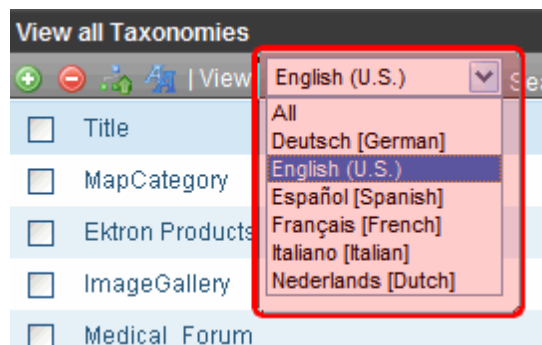 View all Taxonomies
| View English (U.S.)
All
Deutsch [German]
English (U.S.)
Español [Spanish]
Français [French]
Italiano [Italian]
Nederlands [Dutch]
Title
MapCategory
Ektron Products
ImageGallery
Medical_Forum